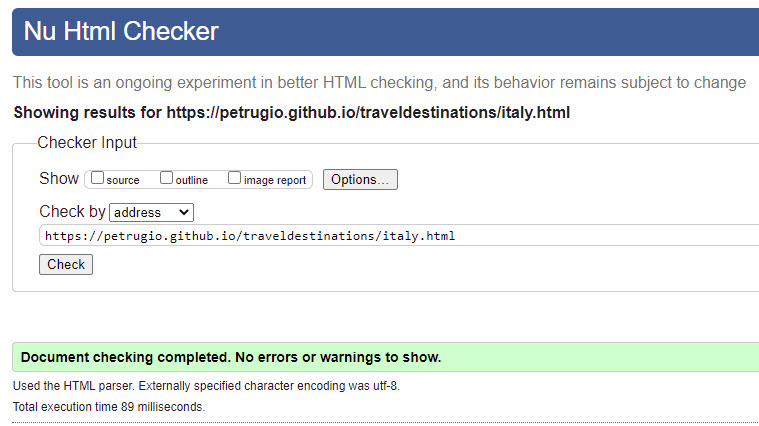 Nu Html Checker
This tool is an ongoing experiment in better HTML checking, and its behavior remains subject to change
Showing results for https://petrugio.github.io/traveldestinations/italy.html
Checker Input
Show source outline image report Options...
Check by address
https://petrugio.github.io/traveldestinations/italy.html
Check
Document checking completed. No errors or warnings to show.
Used the HTML parser. Externally specified character encoding was utf-8.
Total execution time 89 milliseconds.